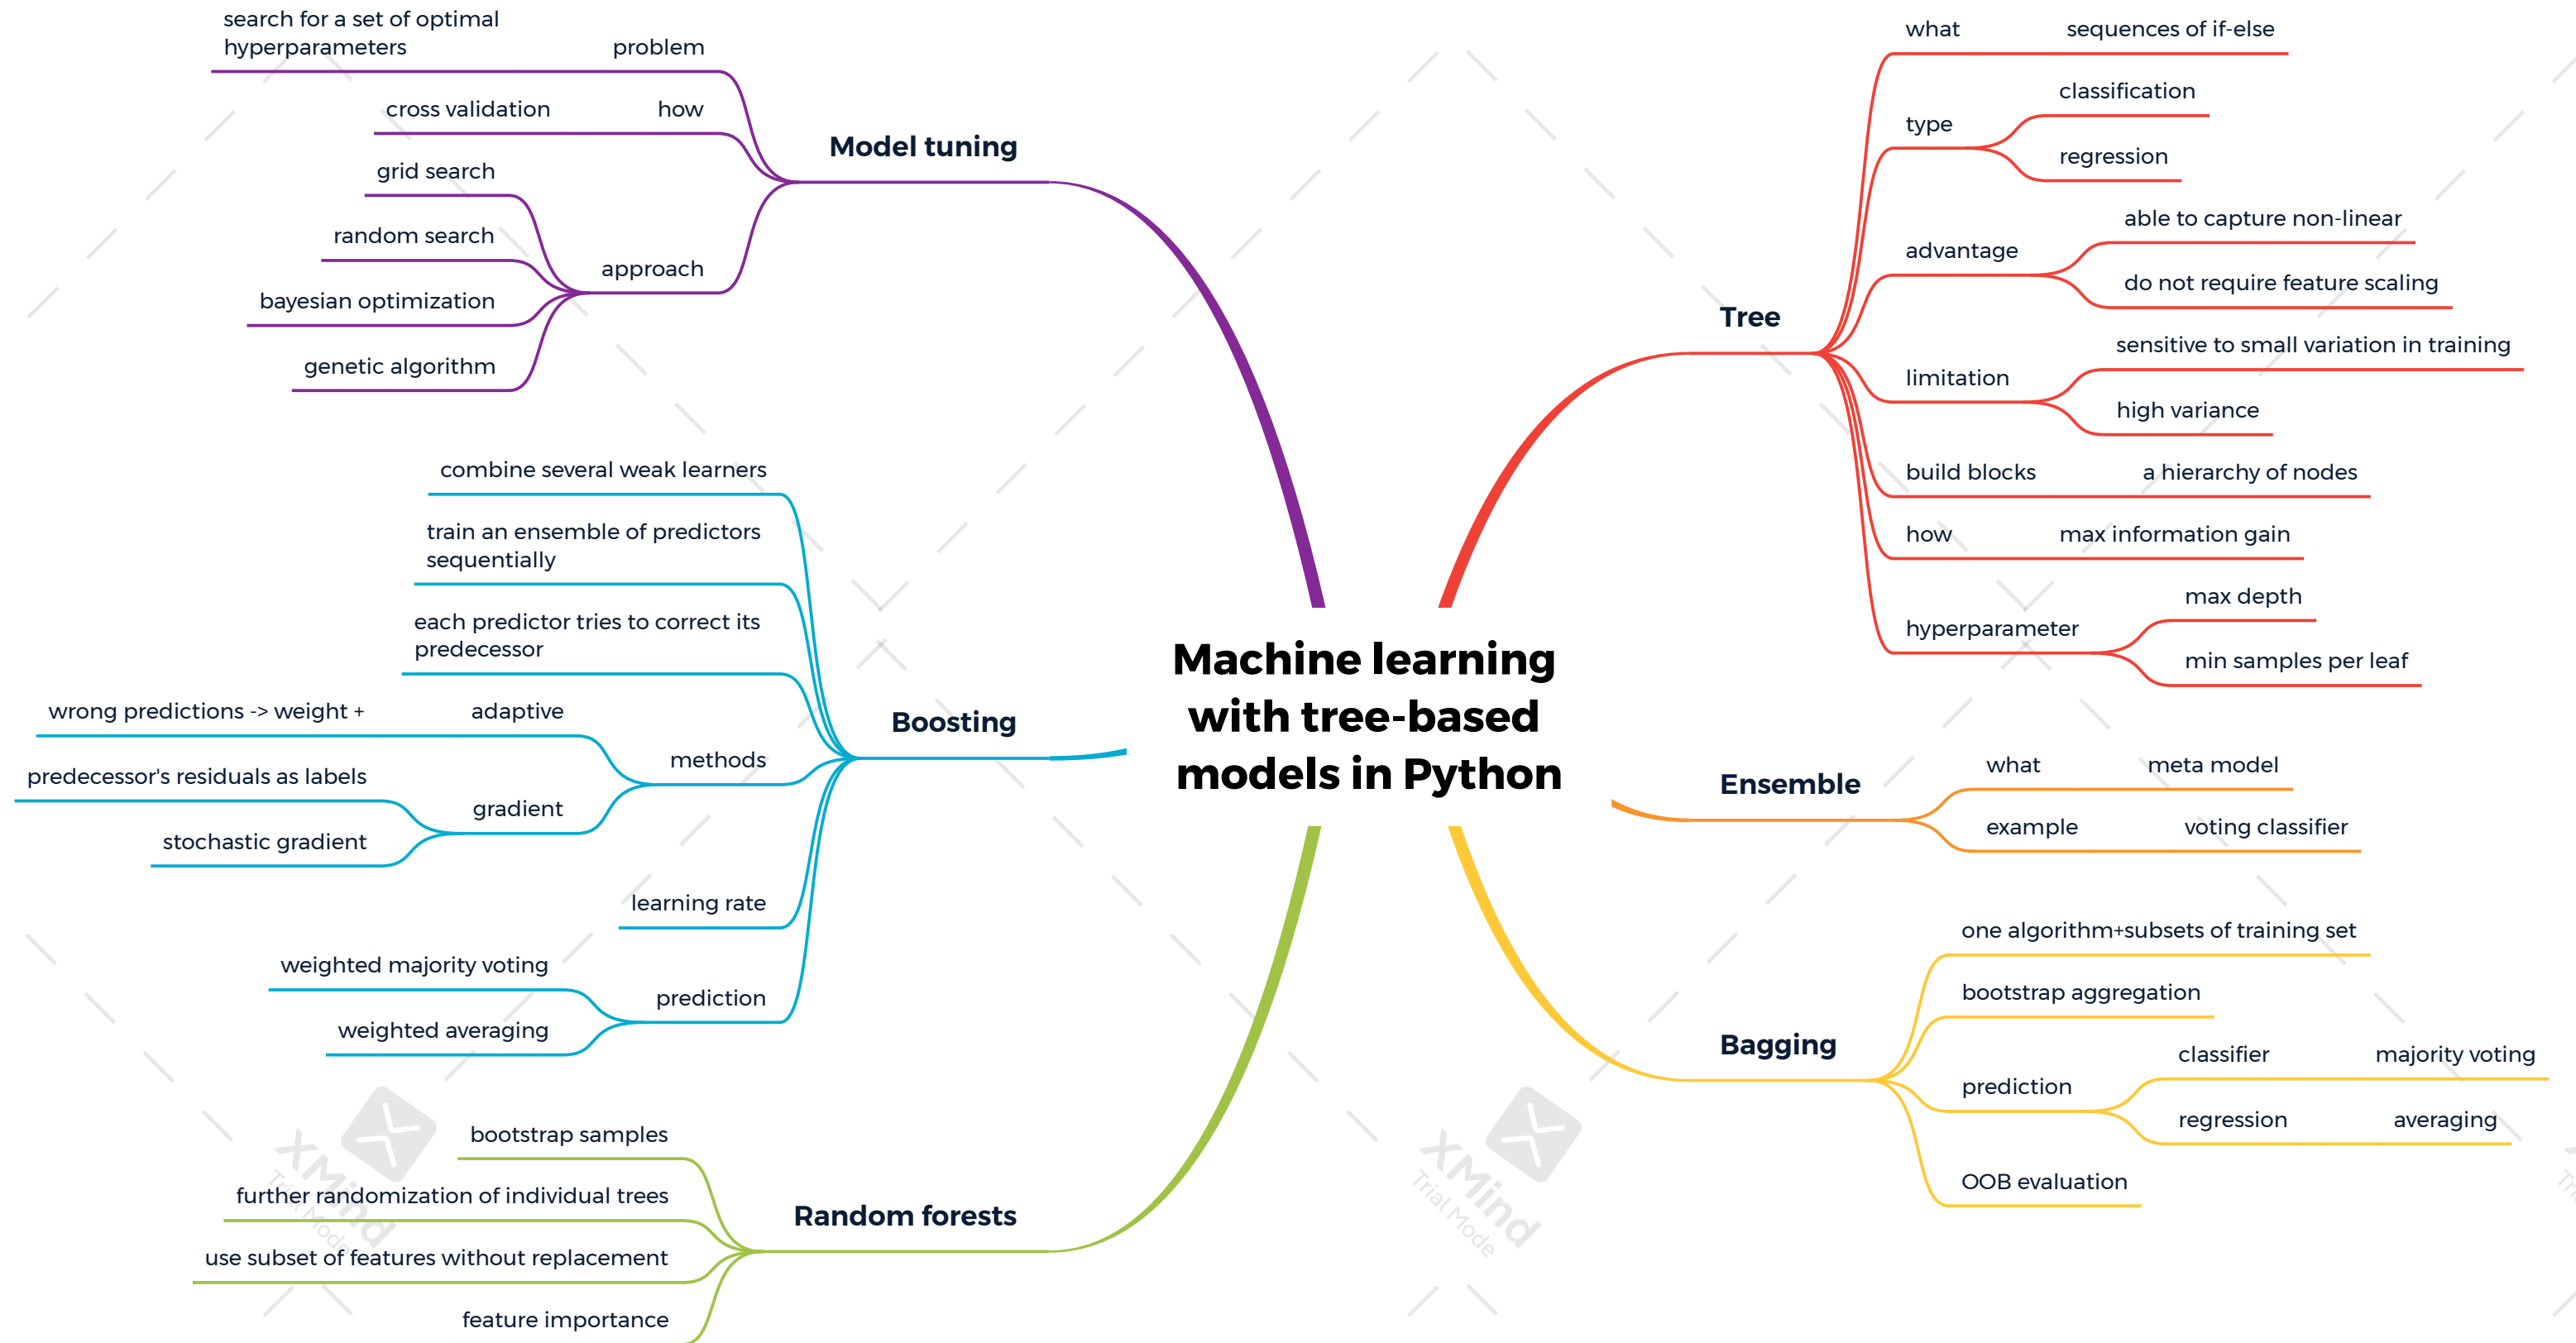 Machine learning
with tree-based
models in Python
Tree
what
sequences of if-else
type
classification
regression
advantage
able to capture non-linear
do not require feature scaling
limitation
sensitive to small variation in training
high variance
build blocks
a hierarchy of nodes
how
max information gain
hyperparameter
max depth
min samples per leaf
Ensemble
what
meta model
example
voting classifier
Bagging
one algorithm+subsets of training set
bootstrap aggregation
prediction
classifier
majority voting
regression
averaging
OOB evaluation
Model tuning
problem
search for a set of optimal
hyperparameters
how
cross validation
approach
grid search
random search
bayesian optimization
genetic algorithm
Boosting
combine several weak learners
train an ensemble of predictors
sequentially
each predictor tries to correct its
predecessor
methods
adaptive
wrong predictions -> weight +
gradient
predecessor's residuals as labels
stochastic gradient
learning rate
prediction
weighted majority voting
weighted averaging
Random forests
bootstrap samples
further randomization of individual trees
use subset of features without replacement
feature importance
XMind
Trial Mode
XMind
Trial Mode